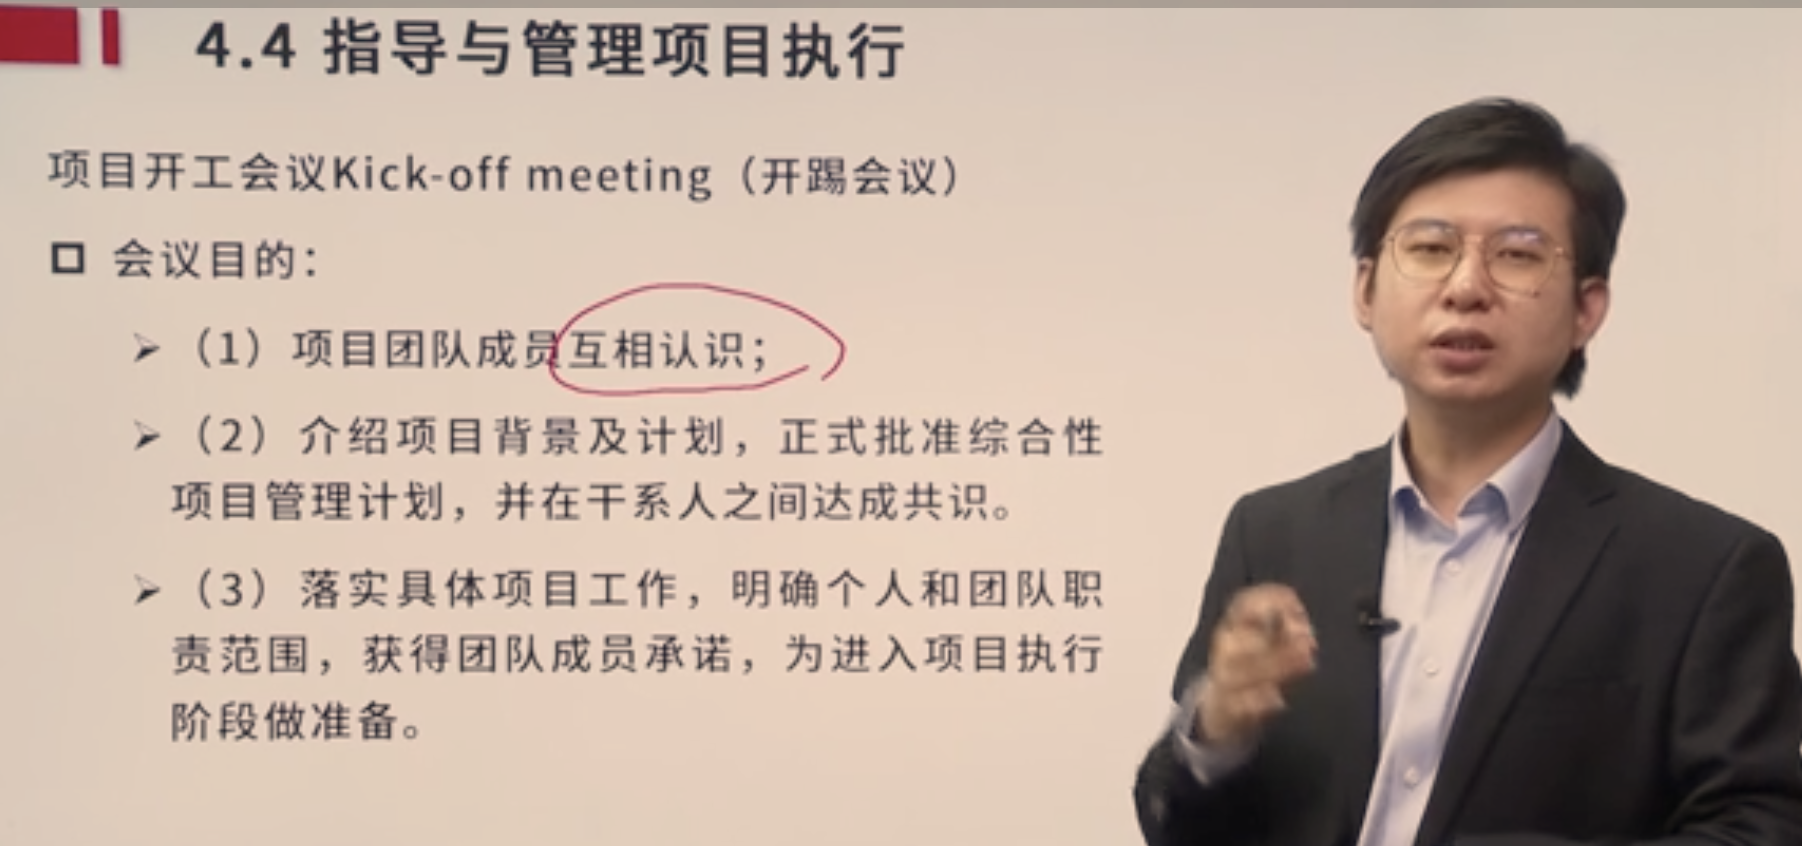 4.4 指导与管理项目执行
项目开工会议Kick-off meeting（开踢会议）
会议目的：
（1）项目团队成员互相认识；
（2）介绍项目背景及计划，正式批准综合性
项目管理计划，并在干系人之间达成共识。
（3）落实具体项目工作，明确个人和团队职
责范围，获得团队成员承诺，为进入项目执行
阶段做准备。